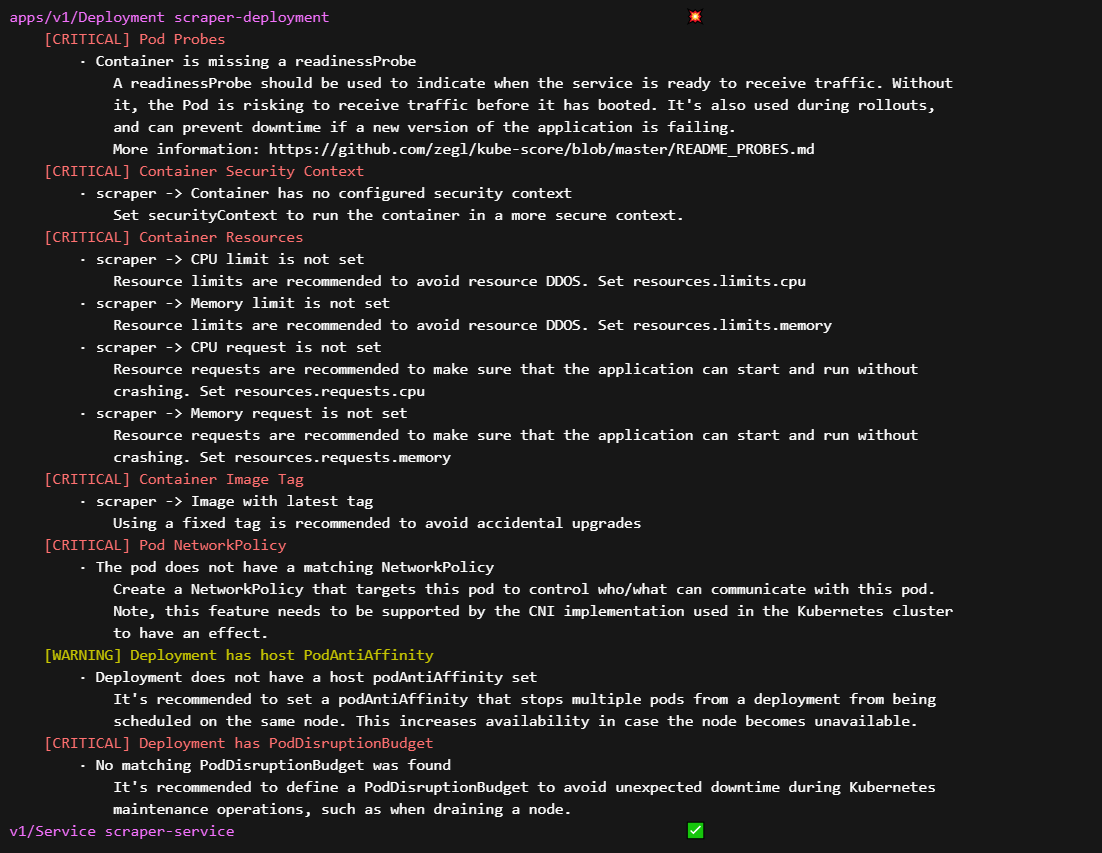 apps/v1/Deployment scraper-deployment 💥
[CRITICAL] Pod Probes
· Container is missing a readinessProbe
A readinessProbe should be used to indicate when the service is ready to receive traffic. Without
it, the Pod is risking to receive traffic before it has booted. It's also used during rollouts,
and can prevent downtime if a new version of the application is failing.
More information: https://github.com/zegl/kube-score/blob/master/README_PROBES.md
[CRITICAL] Container Security Context
· scraper -> Container has no configured security context
Set securityContext to run the container in a more secure context.
[CRITICAL] Container Resources
· scraper -> CPU limit is not set
Resource limits are recommended to avoid resource DDOS. Set resources.limits.cpu
· scraper -> Memory limit is not set
Resource limits are recommended to avoid resource DDOS. Set resources.limits.memory
· scraper -> CPU request is not set
Resource requests are recommended to make sure that the application can start and run without
crashing. Set resources.requests.cpu
· scraper -> Memory request is not set
Resource requests are recommended to make sure that the application can start and run without
crashing. Set resources.requests.memory
[CRITICAL] Container Image Tag
· scraper -> Image with latest tag
Using a fixed tag is recommended to avoid accidental upgrades
[CRITICAL] Pod NetworkPolicy
· The pod does not have a matching NetworkPolicy
Create a NetworkPolicy that targets this pod to control who/what can communicate with this pod.
Note, this feature needs to be supported by the CNI implementation used in the Kubernetes cluster
to have an effect.
[WARNING] Deployment has host PodAntiAffinity
· Deployment does not have a host podAntiAffinity set
It's recommended to set a podAntiAffinity that stops multiple pods from a deployment from being
scheduled on the same node. This increases availability in case the node becomes unavailable.
[CRITICAL] Deployment has PodDisruptionBudget
· No matching PodDisruptionBudget was found
It's recommended to define a PodDisruptionBudget to avoid unexpected downtime during Kubernetes
maintenance operations, such as when draining a node.
v1/Service scraper-service ✅